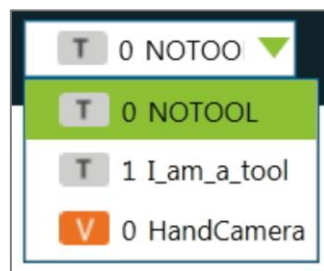 T 0 NOTOO
T 0 NOTOOL
T 1 I_am_a_tool
V 0 HandCamera